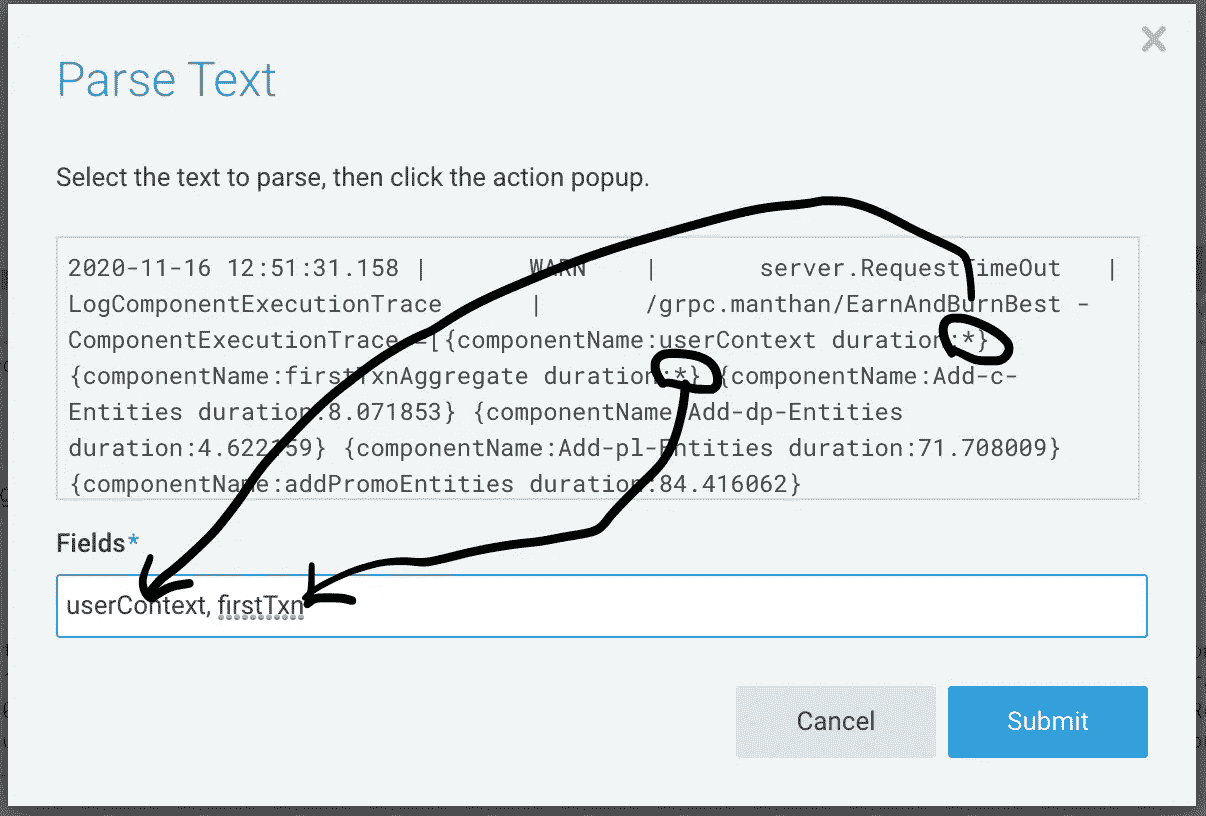 Parse Text
Select the text to parse, then click the action popup.
2020-11-16 12:51:31.158 | WARN | server.RequestTimeOut |
LogComponentExecutionTrace | /grpc.manthan/EarnAndBurnBest -
ComponentExecutionTrace =[{componentName:userContext duration:*}
{componentName:firstTxnAggregate duration:*} {componentName:Add-c-
Entities duration:8.071853} {componentName:Add-dp-Entities
duration:4.622159} {componentName:Add-pl-Entities duration:71.708009}
{componentName:addPromoEntities duration:84.416062}
Fields*
userContext, firstTxn
Cancel Submit